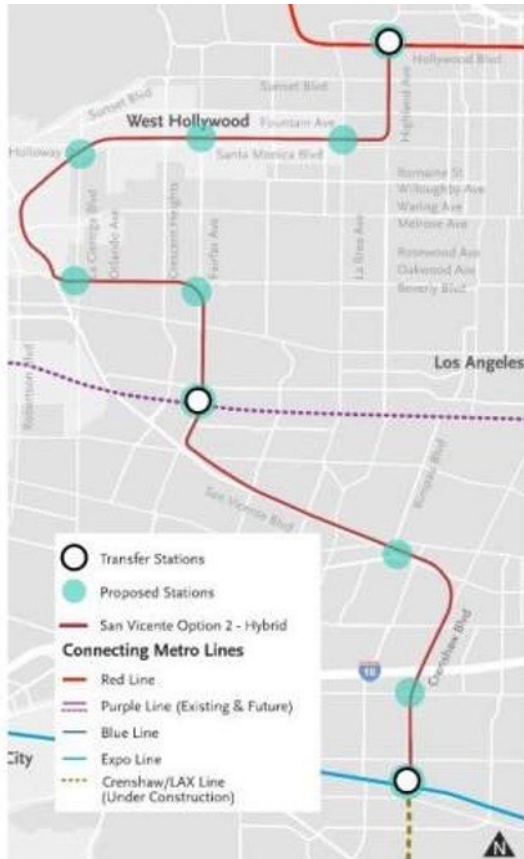 Hollywood Blvd
Sunset Blvd
Sunset Blvd
Highland Ave
West Hollywood
Fountain Ave
Holloway
Santa Monica Blvd
Romaine St
Willoughby Ave
Waring Ave
Melrose Ave
La Cienega Blvd
Orlando Ave
Crescent Heights
Fairfax Ave
La Brea Ave
Rosewood Ave
Oakwood Ave
Beverly Blvd
Robertson Blvd
Los Angeles
San Vicente Blvd
Rimpau Blvd
Crenshaw Blvd
10
City
Transfer Stations
Proposed Stations
San Vicente Option 2 - Hybrid
Connecting Metro Lines
Red Line
Purple Line (Existing & Future)
Blue Line
Expo Line
Crenshaw/LAX Line
(Under Construction)
N